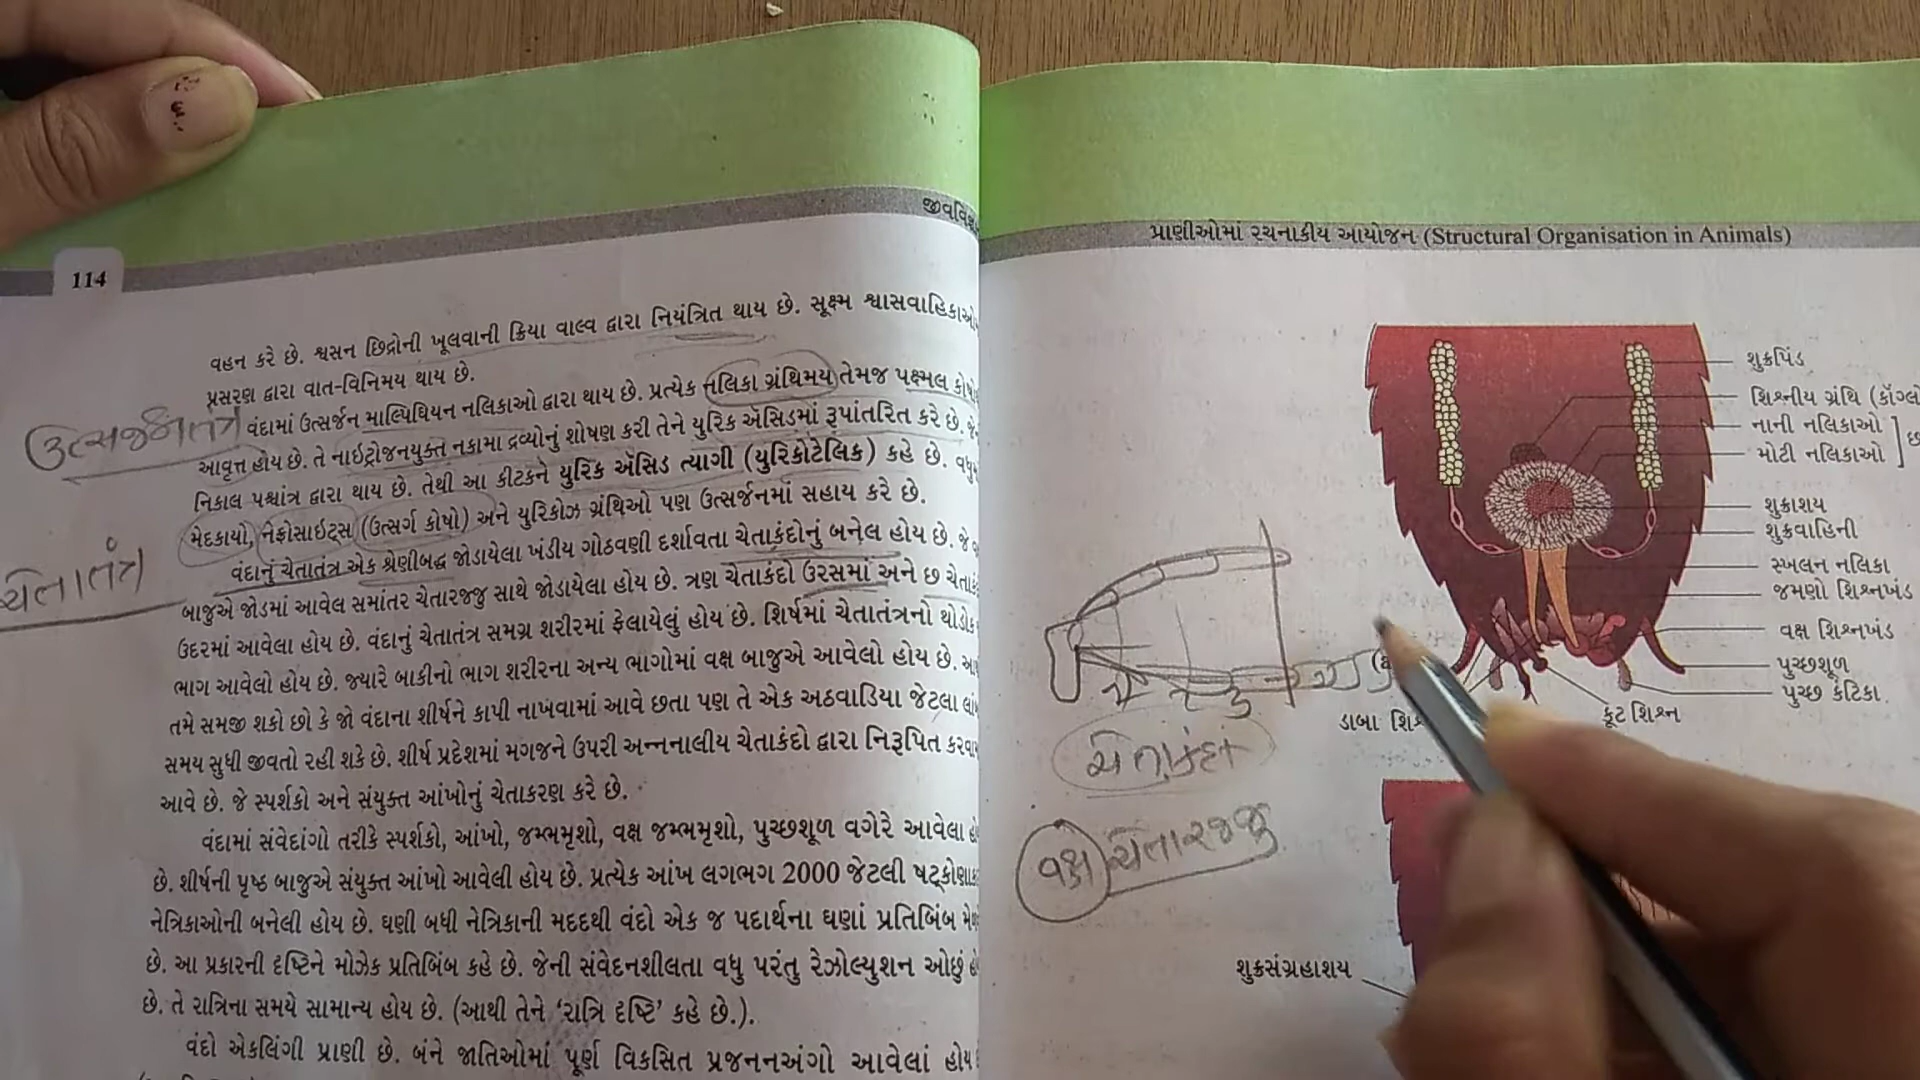 114
વહન કરે છે. શ્વસન છિદ્રોની ખૂલવાની ક્રિયા વાલ્વ દ્વારા નિયંત્રિત થાય છે. સૂક્ષ્મ
પ્રસરણ દ્વારા વાત-વિનિમય થાય છે.
વંદામાં ઉત્સર્જન માલ્પિઘિયન નલિકાઓ દ્વારા થાય છે. પ્રત્યેક નલિકા ગ્રંથિમય તેમજ પક્ષ્મલ
આવૃત્ત હોય છે. તે નાઇટ્રોજનયુક્ત નકામા દ્રવ્યોનું શોષણ કરી તેને યુરિક ઍસિડમાં રૂપાંતરિત કરે છે.
નિકાલ પશ્ચાંત્ર દ્વારા થાય છે. તેથી આ કીટકને યુરિક ઍસિડ ત્યાગી (યુરિકોટેલિક) કહે છે.
મેદકાયો, નેફ્રોસાઇટ્સ (ઉત્સર્ગ કોષો) અને યુરિકોઝ ગ્રંથિઓ પણ ઉત્સર્જનમાં સહાય કરે છે.
વંદાનું ચેતાતંત્ર એક શ્રેણીબદ્ધ જોડાયેલા ખંડીય ગોઠવણી દર્શાવતા ચેતાકંદોનું બનેલ હોય છે. જે
બાજુએ જોડમાં આવેલ સમાંતર ચેતારજ્જુ સાથે જોડાયેલા હોય છે. ત્રણ ચેતાકંદો ઉરસમાં અને છ
ઉદરમાં આવેલા હોય છે. વંદાનું ચેતાતંત્ર સમગ્ર શરીરમાં ફેલાયેલું હોય છે. શિર્ષમાં ચેતાતંત્રનો થોડોક
ભાગ આવેલો હોય છે. જ્યારે બાકીનો ભાગ શરીરના અન્ય ભાગોમાં વક્ષ બાજુએ આવેલો હોય છે.
તમે સમજી શકો છો કે જો વંદાના શીર્ષને કાપી નાખવામાં આવે છતા પણ તે એક અઠવાડિયા જેટલા
સમય સુધી જીવતો રહી શકે છે. શીર્ષ પ્રદેશમાં મગજને ઉપરી અન્નનાલીય ચેતાકંદો દ્વારા નિરૂપિત
આવે છે. જે સ્પર્શકો અને સંયુક્ત આંખોનું ચેતાકરણ કરે છે.
વંદામાં સંવેદાંગો તરીકે સ્પર્શકો, આંખો, જમ્ભમૃશો, વક્ષ જમ્ભમૃશો, પુચ્છશૂળ વગેરે આવેલા
છે. શીર્ષની પૃષ્ઠ બાજુએ સંયુક્ત આંખો આવેલી હોય છે. પ્રત્યેક આંખ લગભગ 2000 જેટલી
નેત્રિકાઓની બનેલી હોય છે. ઘણી બધી નેત્રિકાની મદદથી વંદો એક જ પદાર્થના ઘણાં પ્રતિબિંબ
છે. આ પ્રકારની દષ્ટિને મોઝેક પ્રતિબિંબ કહે છે. જેની સંવેદનશીલતા વધુ પરંતુ રેઝોલ્યુશન ઓછું
છે. તે રાત્રિના સમયે સામાન્ય હોય છે. (આથી તેને ‘રાત્રિ દષ્ટિ’ કહે છે.).
વંદો એકલિંગી પ્રાણી છે. બંને જાતિઓમાં પૂર્ણ વિકસિત પ્રજનનઅંગો આવેલાં હોય
ઉત્સર્જનતંત્ર
ચેતાતંત્ર
પ્રાણીઓમાં રચનાકીય આયોજન (Structural Organisation in Animals)
શુક્રપિંડ
શિશ્નીય ગ્રંથિ
નાની નલિકાઓ
મોટી નલિકાઓ
શુક્રાશય
શુક્રવાહિની
સ્ખલન નલિકા
જમણો શિશ્નખંડ
વક્ષ શિશ્નખંડ
પુચ્છશૂળ
પુચ્છ કંટિકા
કૂટ શિશ્ન
ડાબા
ચેતાકંદો
વક્ષ ચેતારજજુ
શુક્રસંગ્રહાશય